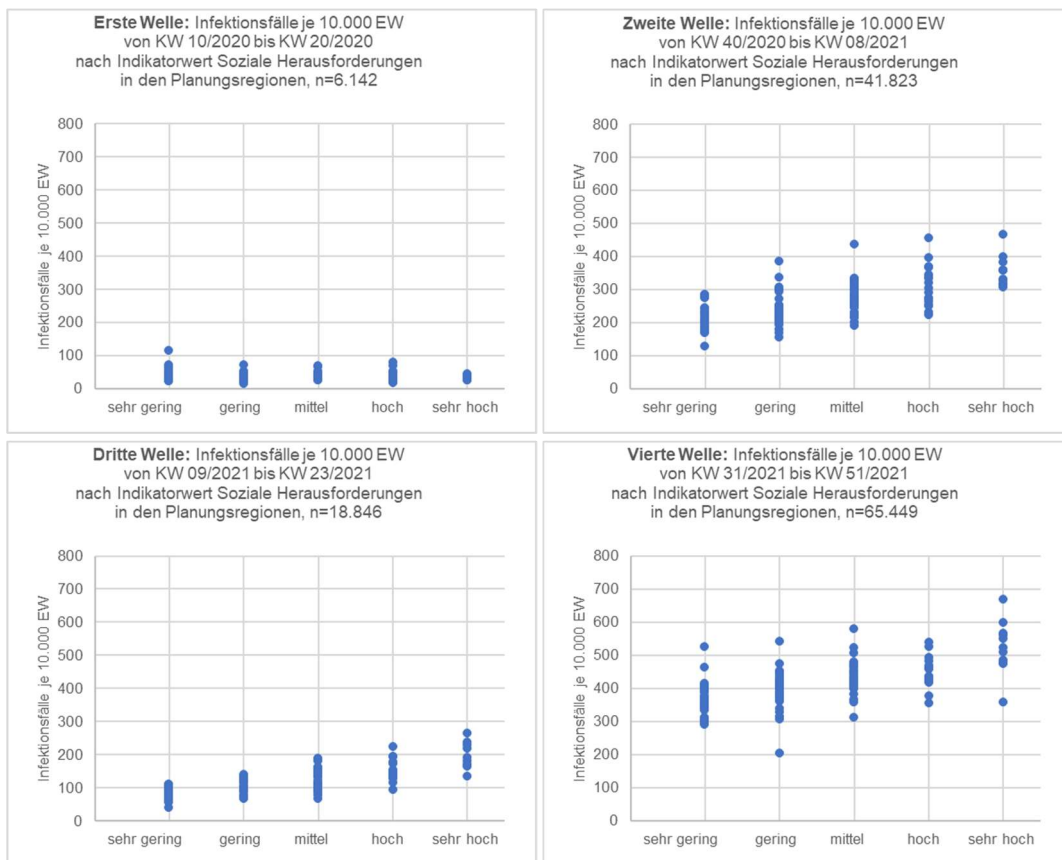 Erste Welle: Infektionsfälle je 10.000 EW
von KW 10/2020 bis KW 20/2020
nach Indikatorwert Soziale Herausforderungen
in den Planungsregionen, n=6.142
Infektionsfälle je 10.000 EW
800
700
600
500
400
300
200
100
0
sehr gering gering mittel hoch sehr hoch
Zweite Welle: Infektionsfälle je 10.000 EW
von KW 40/2020 bis KW 08/2021
nach Indikatorwert Soziale Herausforderungen
in den Planungsregionen, n=41.823
Infektionsfälle je 10.000 EW
800
700
600
500
400
300
200
100
0
sehr gering gering mittel hoch sehr hoch
Dritte Welle: Infektionsfälle je 10.000 EW
von KW 09/2021 bis KW 23/2021
nach Indikatorwert Soziale Herausforderungen
in den Planungsregionen, n=18.846
Infektionsfälle je 10.000 EW
800
700
600
500
400
300
200
100
0
sehr gering gering mittel hoch sehr hoch
Vierte Welle: Infektionsfälle je 10.000 EW
von KW 31/2021 bis KW 51/2021
nach Indikatorwert Soziale Herausforderungen
in den Planungsregionen, n=65.449
Infektionsfälle je 10.000 EW
800
700
600
500
400
300
200
100
0
sehr gering gering mittel hoch sehr hoch